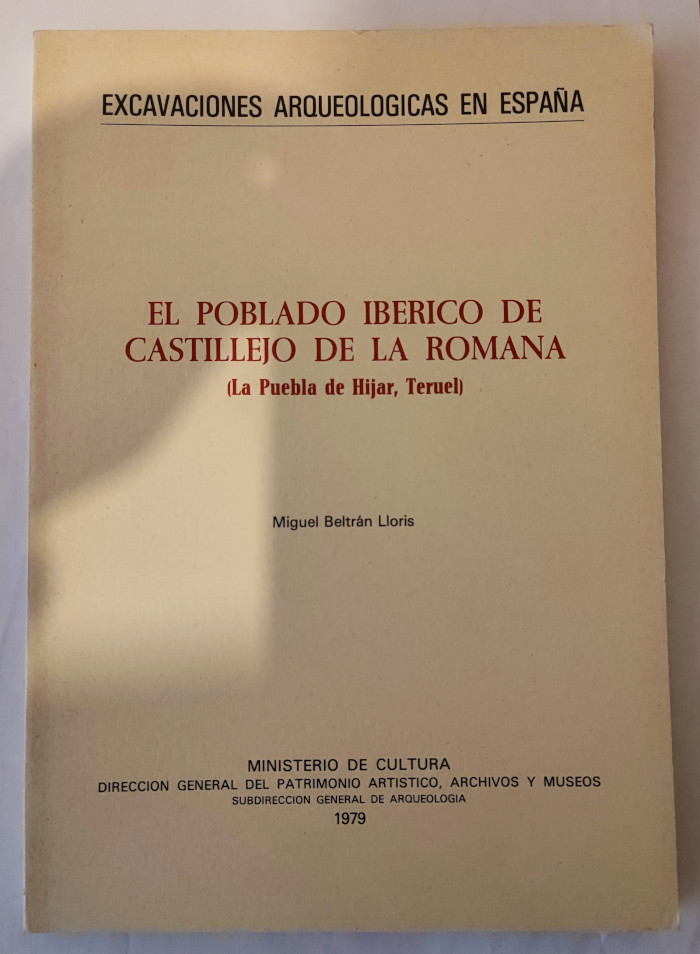 EXCAVACIONES ARQUEOLOGICAS EN ESPAÑA
EL POBLADO IBERICO DE
CASTILLEJO DE LA ROMANA
(La Puebla de Hijar, Teruel)
Miguel Beltrán Lloris
MINISTERIO DE CULTURA
DIRECCION GENERAL DEL PATRIMONIO ARTISTICO, ARCHIVOS Y MUSEOS
SUBDIRECCION GENERAL DE ARQUEOLOGIA
1979